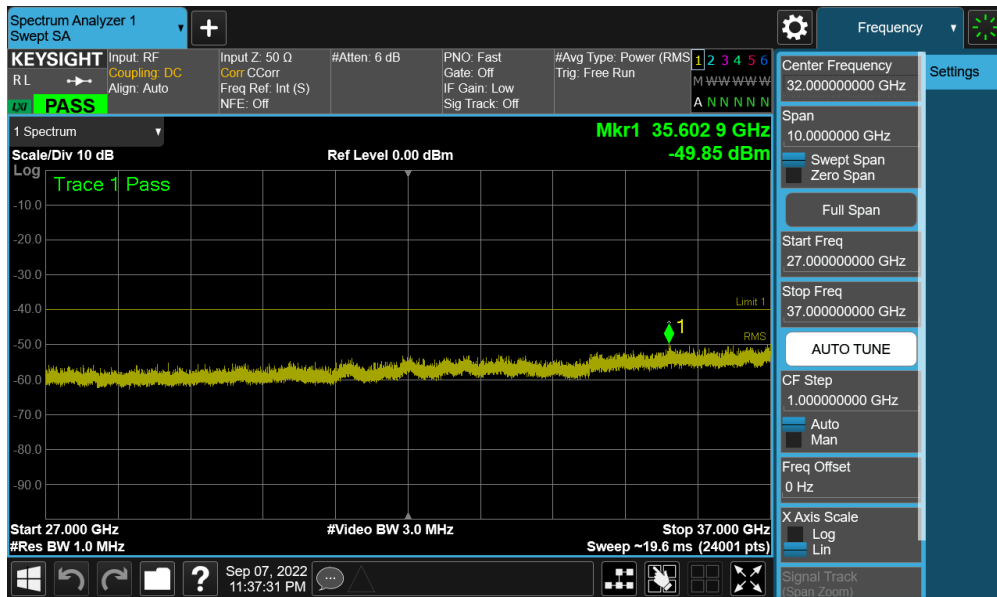 Spectrum Analyzer 1
Swept SA
Frequency
KEYSIGHT
R L
LXI
PASS
Input: RF
Coupling: DC
Align: Auto
Input Z: 50 Ω
Corr CCorr
Freq Ref: Int (S)
NFE: Off
#Atten: 6 dB
PNO: Fast
Gate: Off
IF Gain: Low
Sig Track: Off
#Avg Type: Power (RMS
Trig: Free Run
1 2 3 4 5 6
M W W W W W
A N N N N N
Settings
1 Spectrum
Mkr1 35.602 9 GHz
Scale/Div 10 dB
Ref Level 0.00 dBm
-49.85 dBm
Log
Trace 1 Pass
-10.0
-20.0
-30.0
-40.0
-50.0
-60.0
-70.0
-80.0
-90.0
Limit 1
1
RMS
Start 27.000 GHz
#Video BW 3.0 MHz
Stop 37.000 GHz
#Res BW 1.0 MHz
Sweep ~19.6 ms (24001 pts)
Center Frequency
32.000000000 GHz
Span
10.0000000 GHz
Swept Span
Zero Span
Full Span
Start Freq
27.000000000 GHz
Stop Freq
37.000000000 GHz
AUTO TUNE
CF Step
1.000000000 GHz
Auto
Man
Freq Offset
0 Hz
X Axis Scale
Log
Lin
Signal Track
(Span Zoom)
Sep 07, 2022
11:37:31 PM